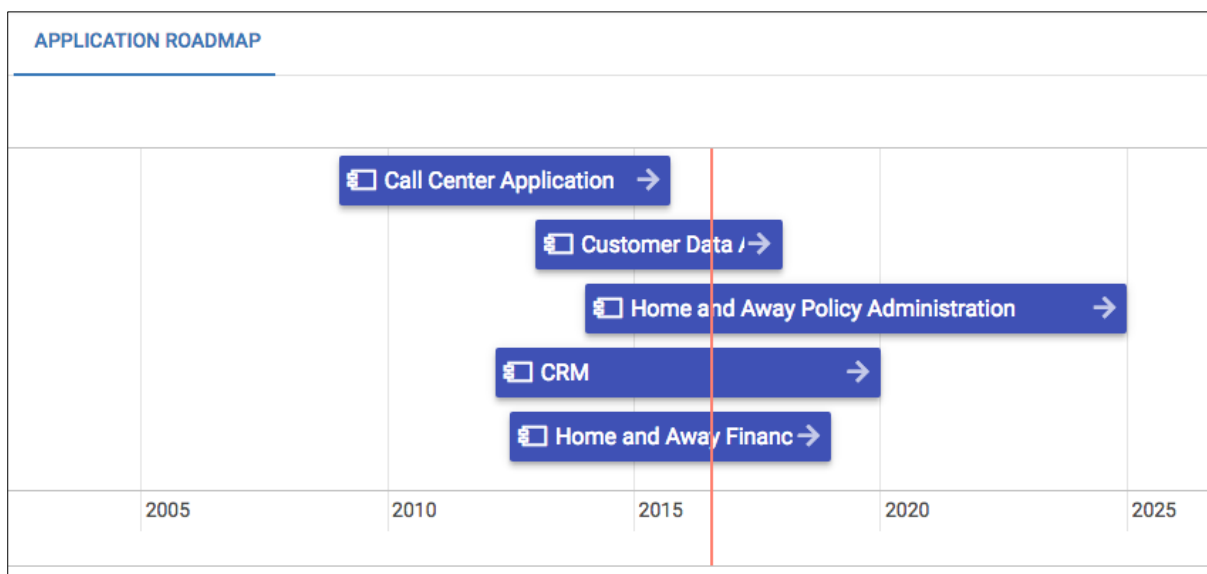 APPLICATION ROADMAP
Call Center Application
Customer Data
Home and Away Policy Administration
CRM
Home and Away Financ
2005 2010 2015 2020 2025